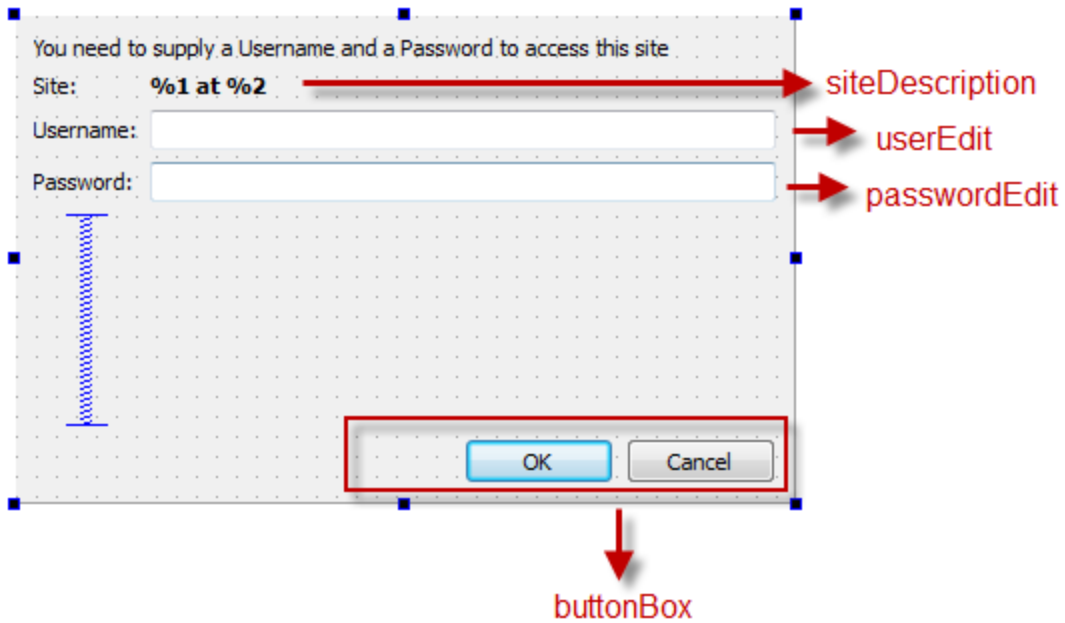 You need to supply a Username and a Password to access this site
Site: %1 at %2
siteDescription
Username:
userEdit
Password:
passwordEdit
OK
Cancel
buttonBox